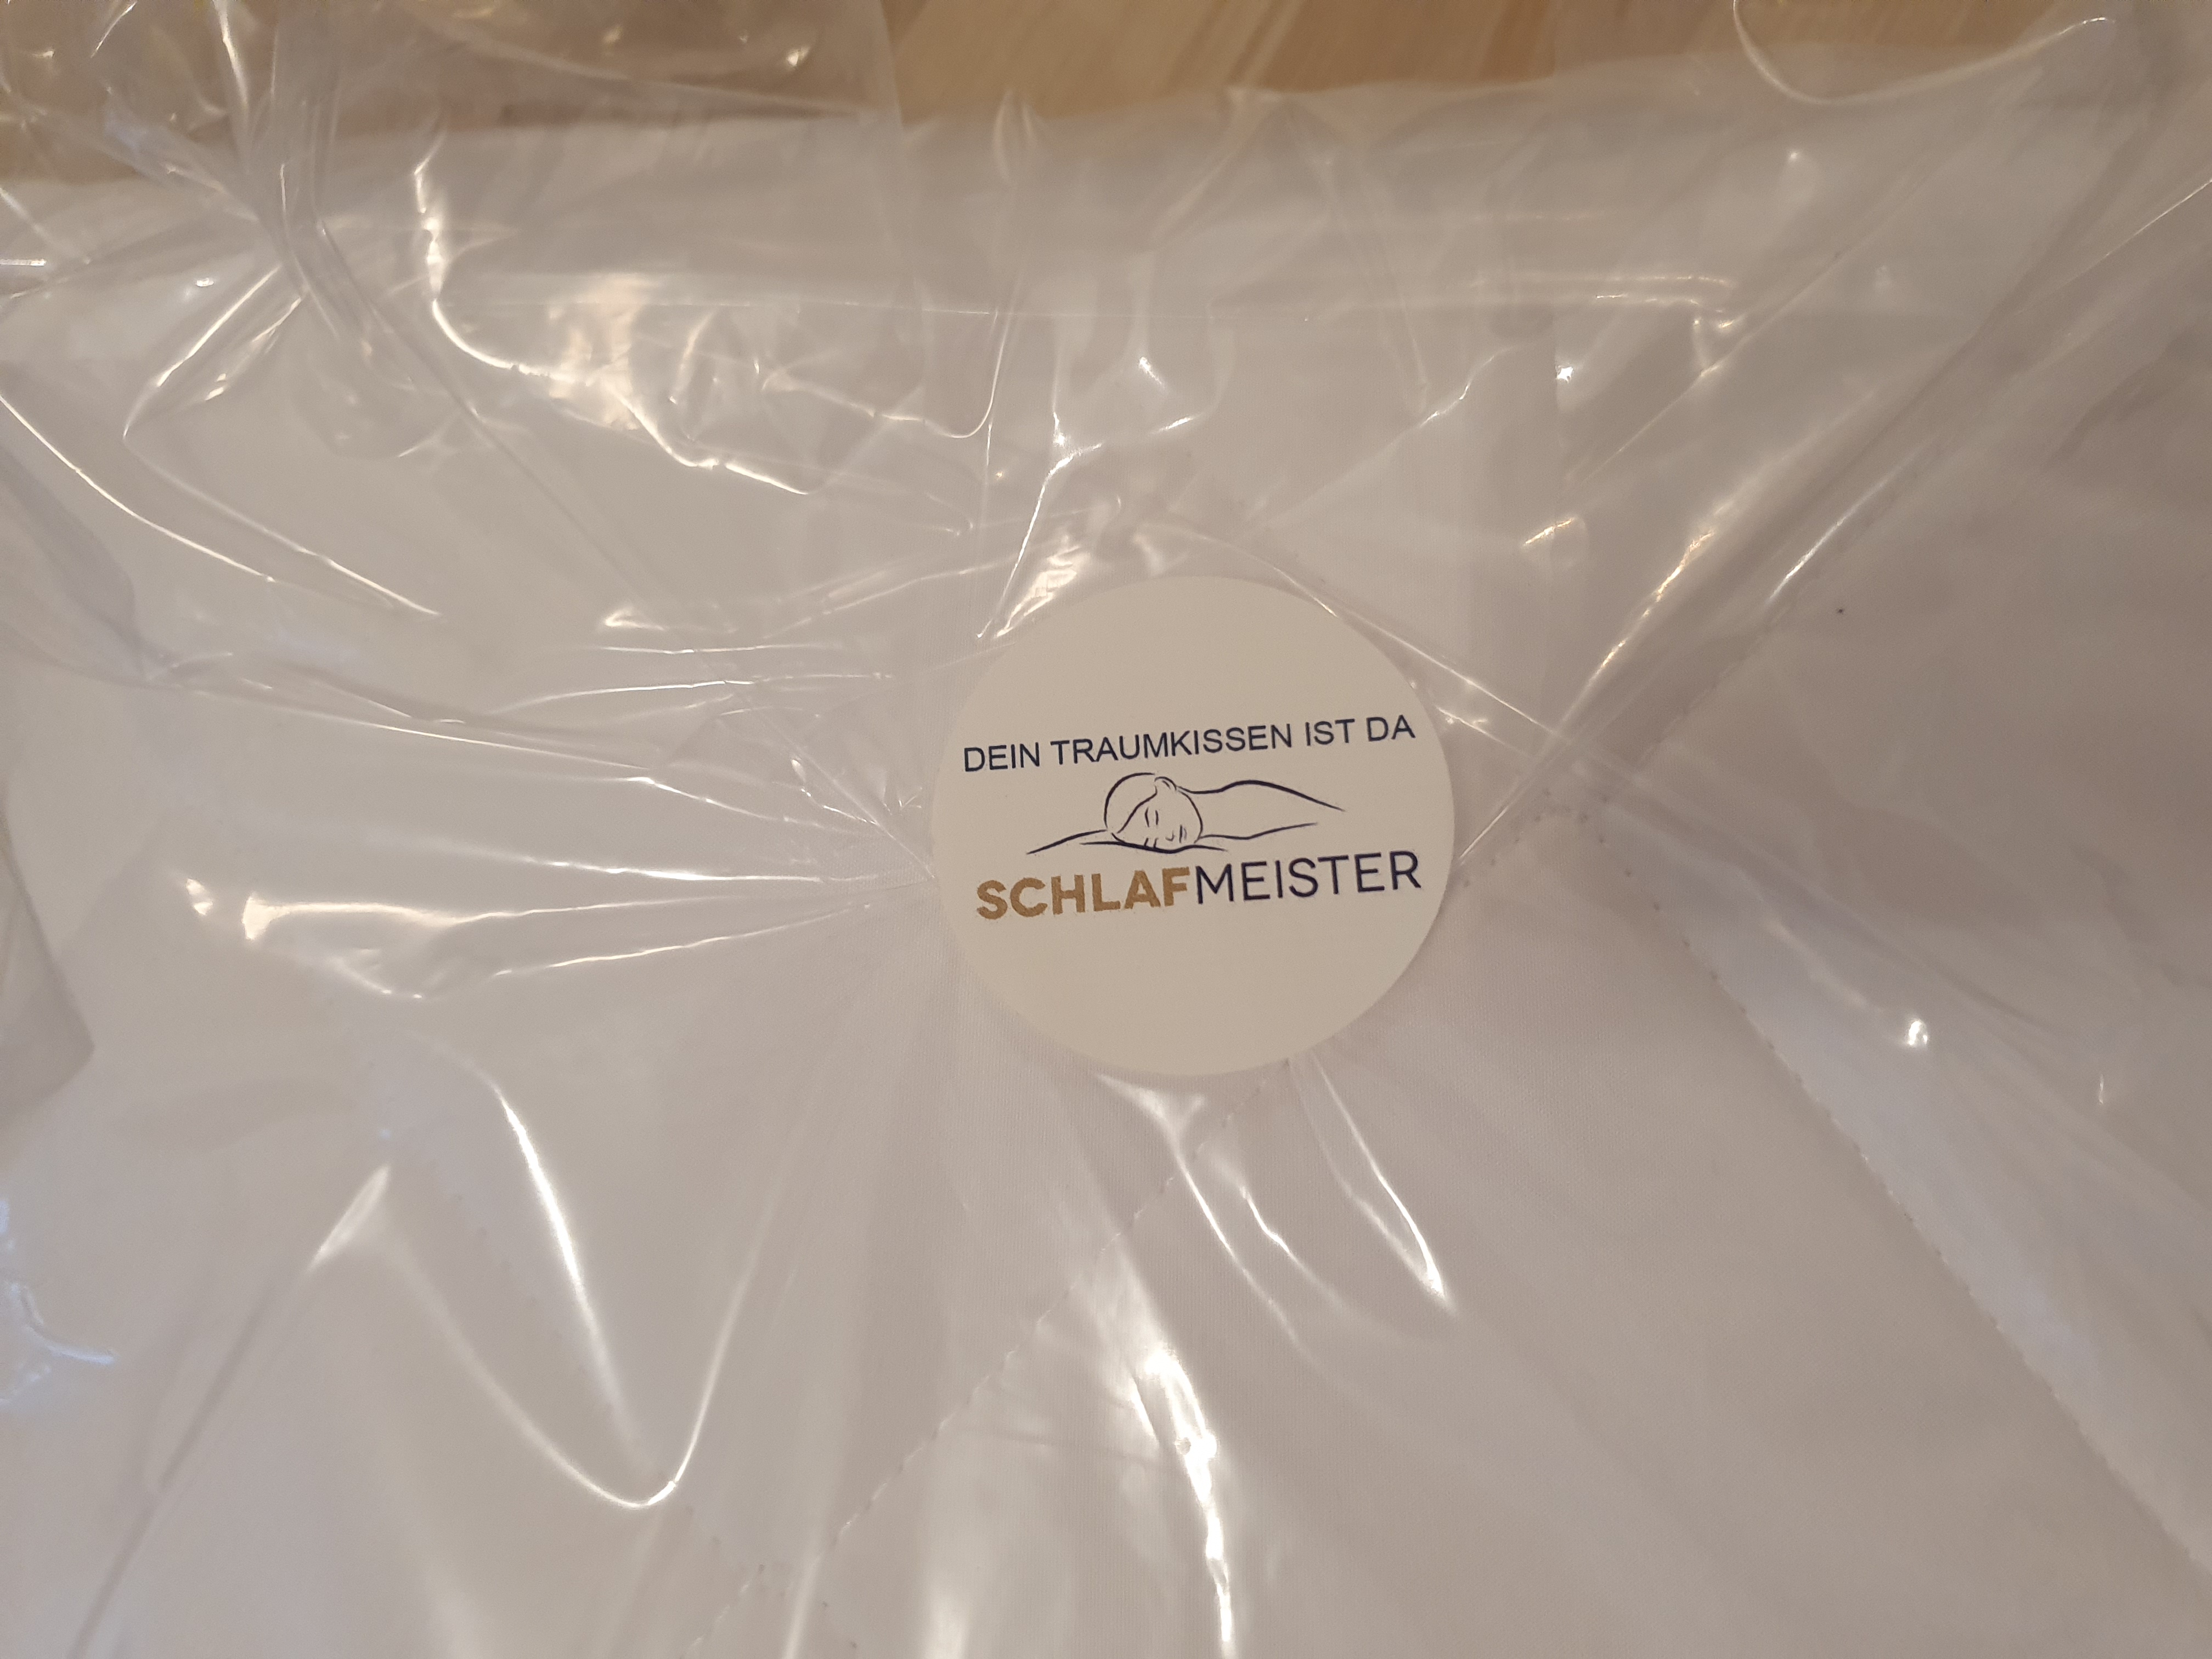 DEIN TRAUMKISSEN IST DA
SCHLAFMEISTER